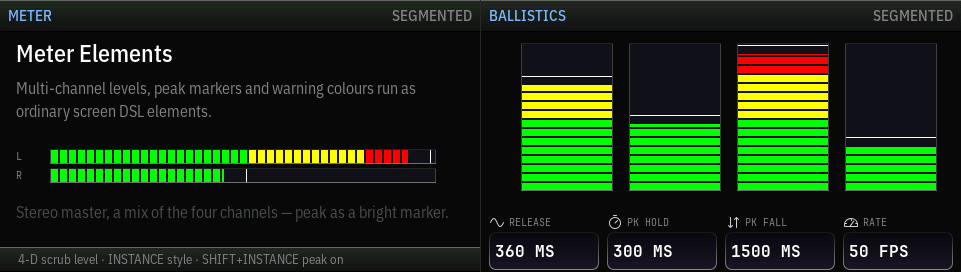 METER
SEGMENTED
Meter Elements
Multi-channel levels, peak markers and warning colours run as
ordinary screen DSL elements.
L
R
Stereo master, a mix of the four channels — peak as a bright marker.
4-D scrub level · INSTANCE style · SHIFT+INSTANCE peak on
BALLISTICS
SEGMENTED
RELEASE
PK HOLD
PK FALL
RATE
360 MS
300 MS
1500 MS
50 FPS